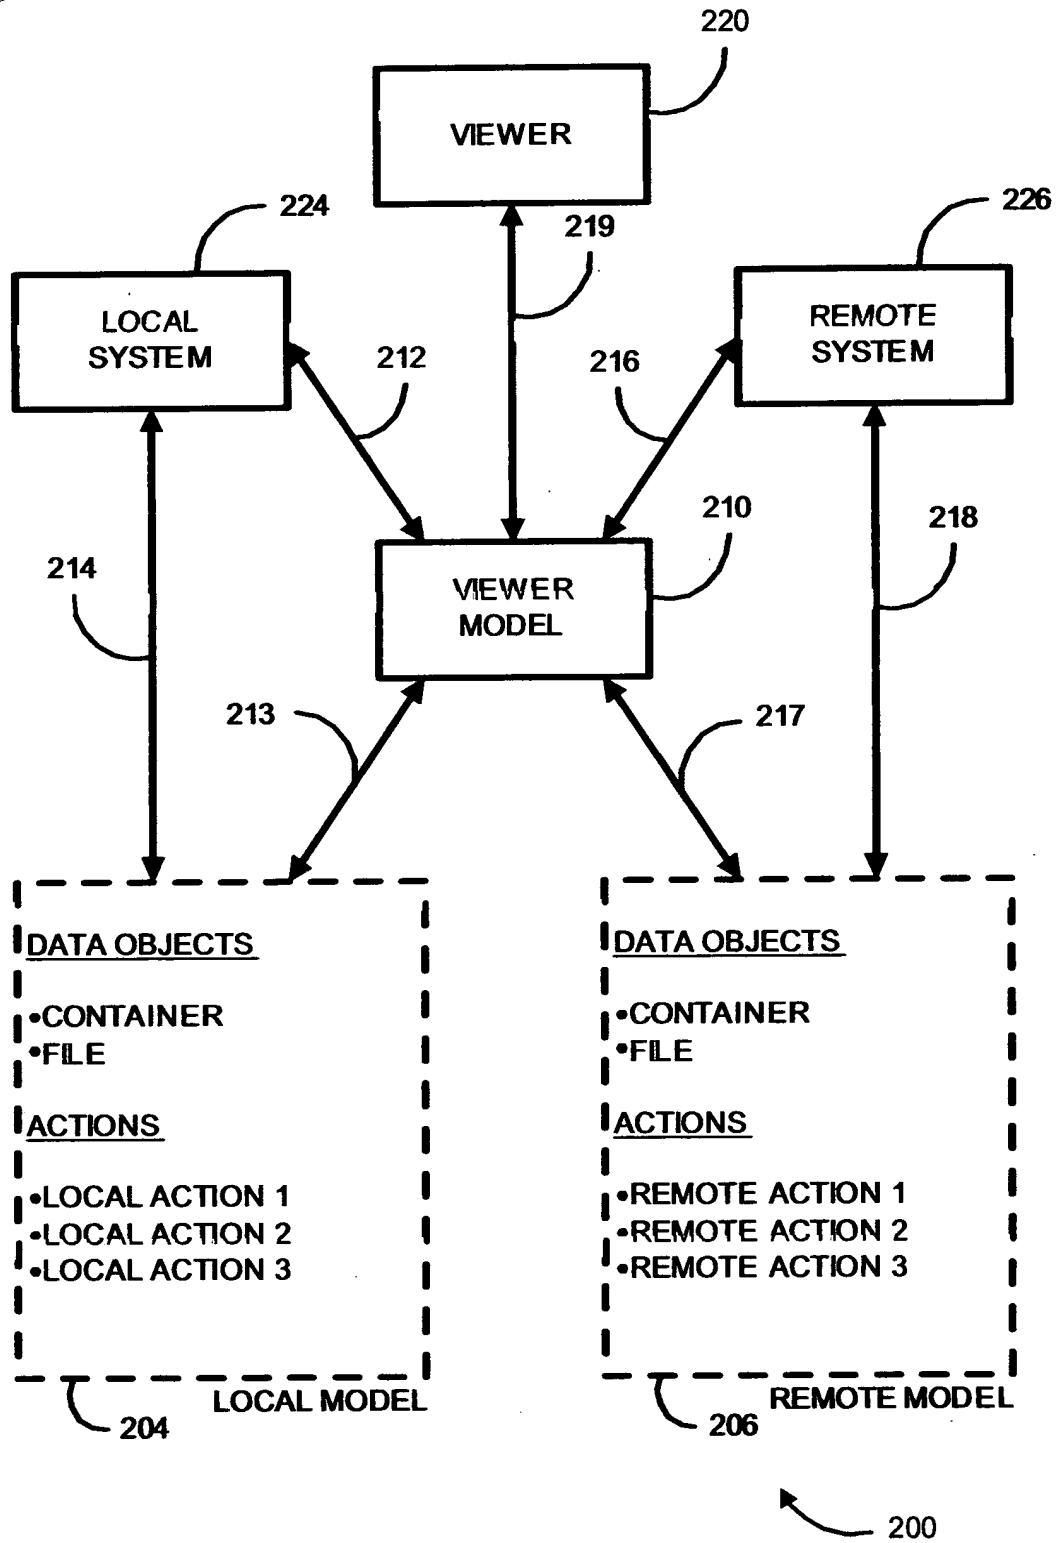 220
VIEWER
224
219
226
LOCAL
SYSTEM
REMOTE
SYSTEM
212
216
210
218
214
VIEWER
MODEL
213
217
DATA OBJECTS
•CONTAINER
•FILE
ACTIONS
•LOCAL ACTION 1
•LOCAL ACTION 2
•LOCAL ACTION 3
LOCAL MODEL
204
DATA OBJECTS
•CONTAINER
•FILE
ACTIONS
•REMOTE ACTION 1
•REMOTE ACTION 2
•REMOTE ACTION 3
REMOTE MODEL
206
200